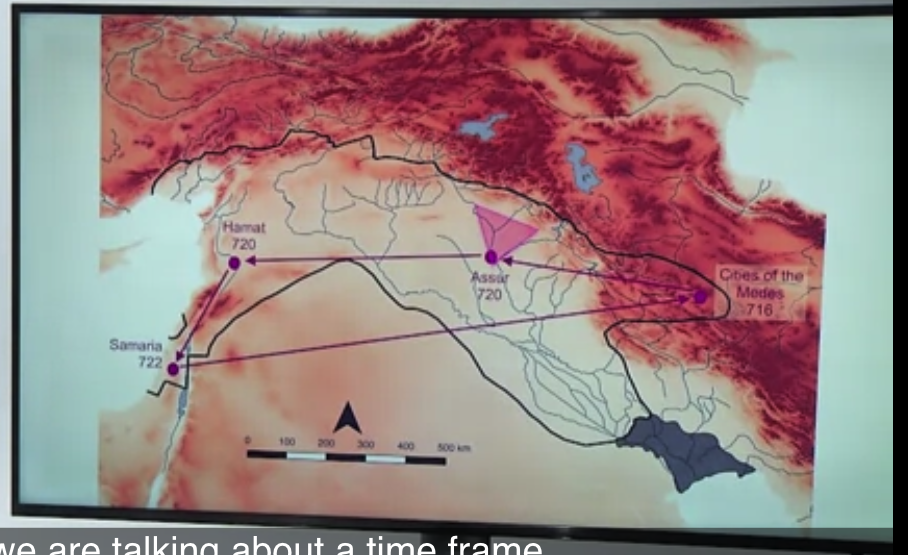 Hamat
720
Assur
720
Cities of the
Medes
716
Samaria
722
0 100 200 300 400 500 km
we are talking about a time frame